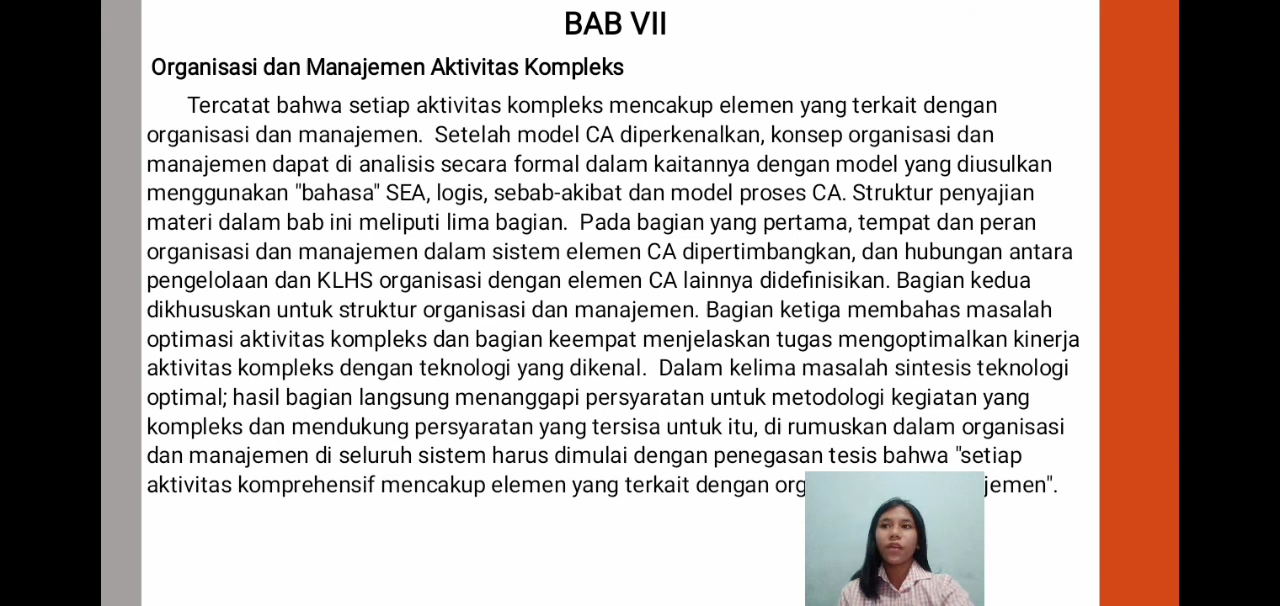 BAB VII
Organisasi dan Manajemen Aktivitas Kompleks
Tercatat bahwa setiap aktivitas kompleks mencakup elemen yang terkait dengan
organisasi dan manajemen. Setelah model CA diperkenalkan, konsep organisasi dan
manajemen dapat di analisis secara formal dalam kaitannya dengan model yang diusulkan
menggunakan "bahasa" SEA, logis, sebab-akibat dan model proses CA. Struktur penyajian
materi dalam bab ini meliputi lima bagian. Pada bagian yang pertama, tempat dan peran
organisasi dan manajemen dalam sistem elemen CA dipertimbangkan, dan hubungan antara
pengelolaan dan KLHS organisasi dengan elemen CA lainnya didefinisikan. Bagian kedua
dikhususkan untuk struktur organisasi dan manajemen. Bagian ketiga membahas masalah
optimasi aktivitas kompleks dan bagian keempat menjelaskan tugas mengoptimalkan kinerja
aktivitas kompleks dengan teknologi yang dikenal. Dalam kelima masalah sintesis teknologi
optimal; hasil bagian langsung menanggapi persyaratan untuk metodologi kegiatan yang
kompleks dan mendukung persyaratan yang tersisa untuk itu, di rumuskan dalam organisasi
dan manajemen di seluruh sistem harus dimulai dengan penegasan tesis bahwa "setiap
aktivitas komprehensif mencakup elemen yang terkait dengan org jemen".